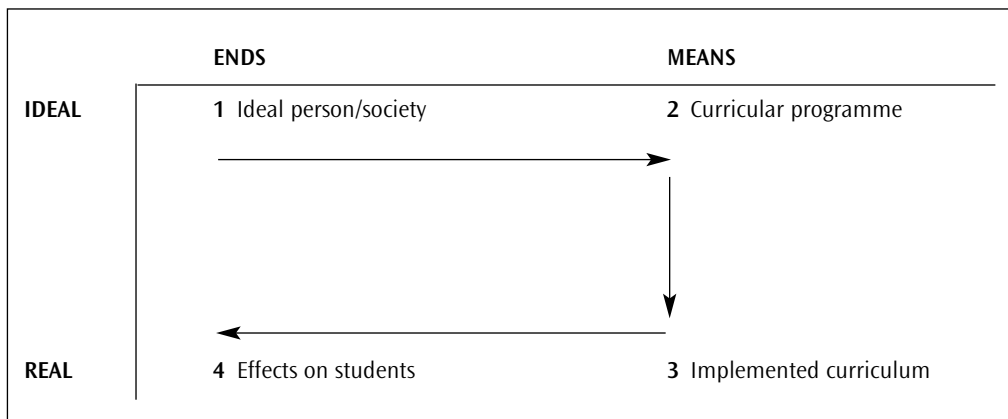 ENDS MEANS
IDEAL 1 Ideal person/society 2 Curricular programme
REAL 4 Effects on students 3 Implemented curriculum